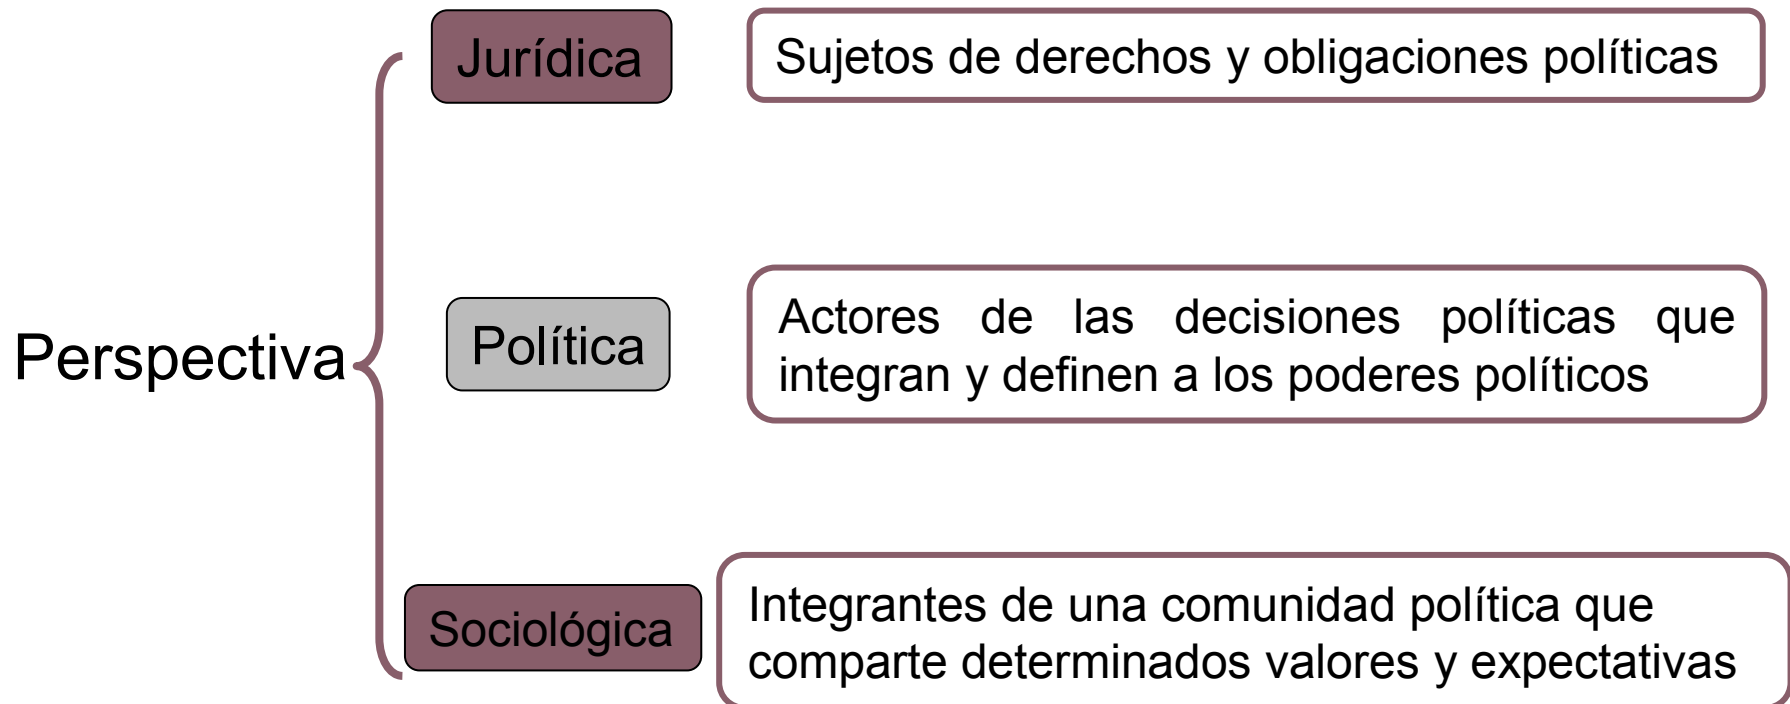 Perspectiva
Jurídica
Sujetos de derechos y obligaciones políticas
Política
Actores de las decisiones políticas que
integran y definen a los poderes políticos
Sociológica
Integrantes de una comunidad política que
comparte determinados valores y expectativas